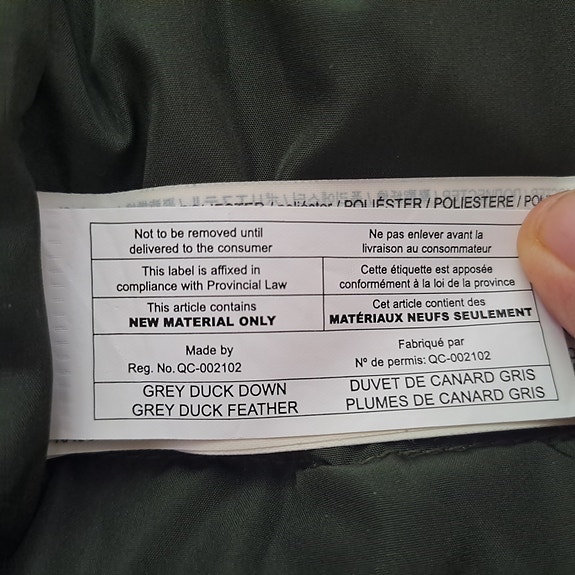 POLIÉSTER / POLIESTERE /
Not to be removed until
delivered to the consumer
Ne pas enlever avant la
livraison au consommateur
This label is affixed in
compliance with Provincial Law
Cette étiquette est apposée
conformément à la loi de la province
This article contains
NEW MATERIAL ONLY
Cet article contient des
MATÉRIAUX NEUFS SEULEMENT
Made by
Reg. No. QC-002102
Fabriqué par
Nº de permis: QC-002102
GREY DUCK DOWN
GREY DUCK FEATHER
DUVET DE CANARD GRIS
PLUMES DE CANARD GRIS